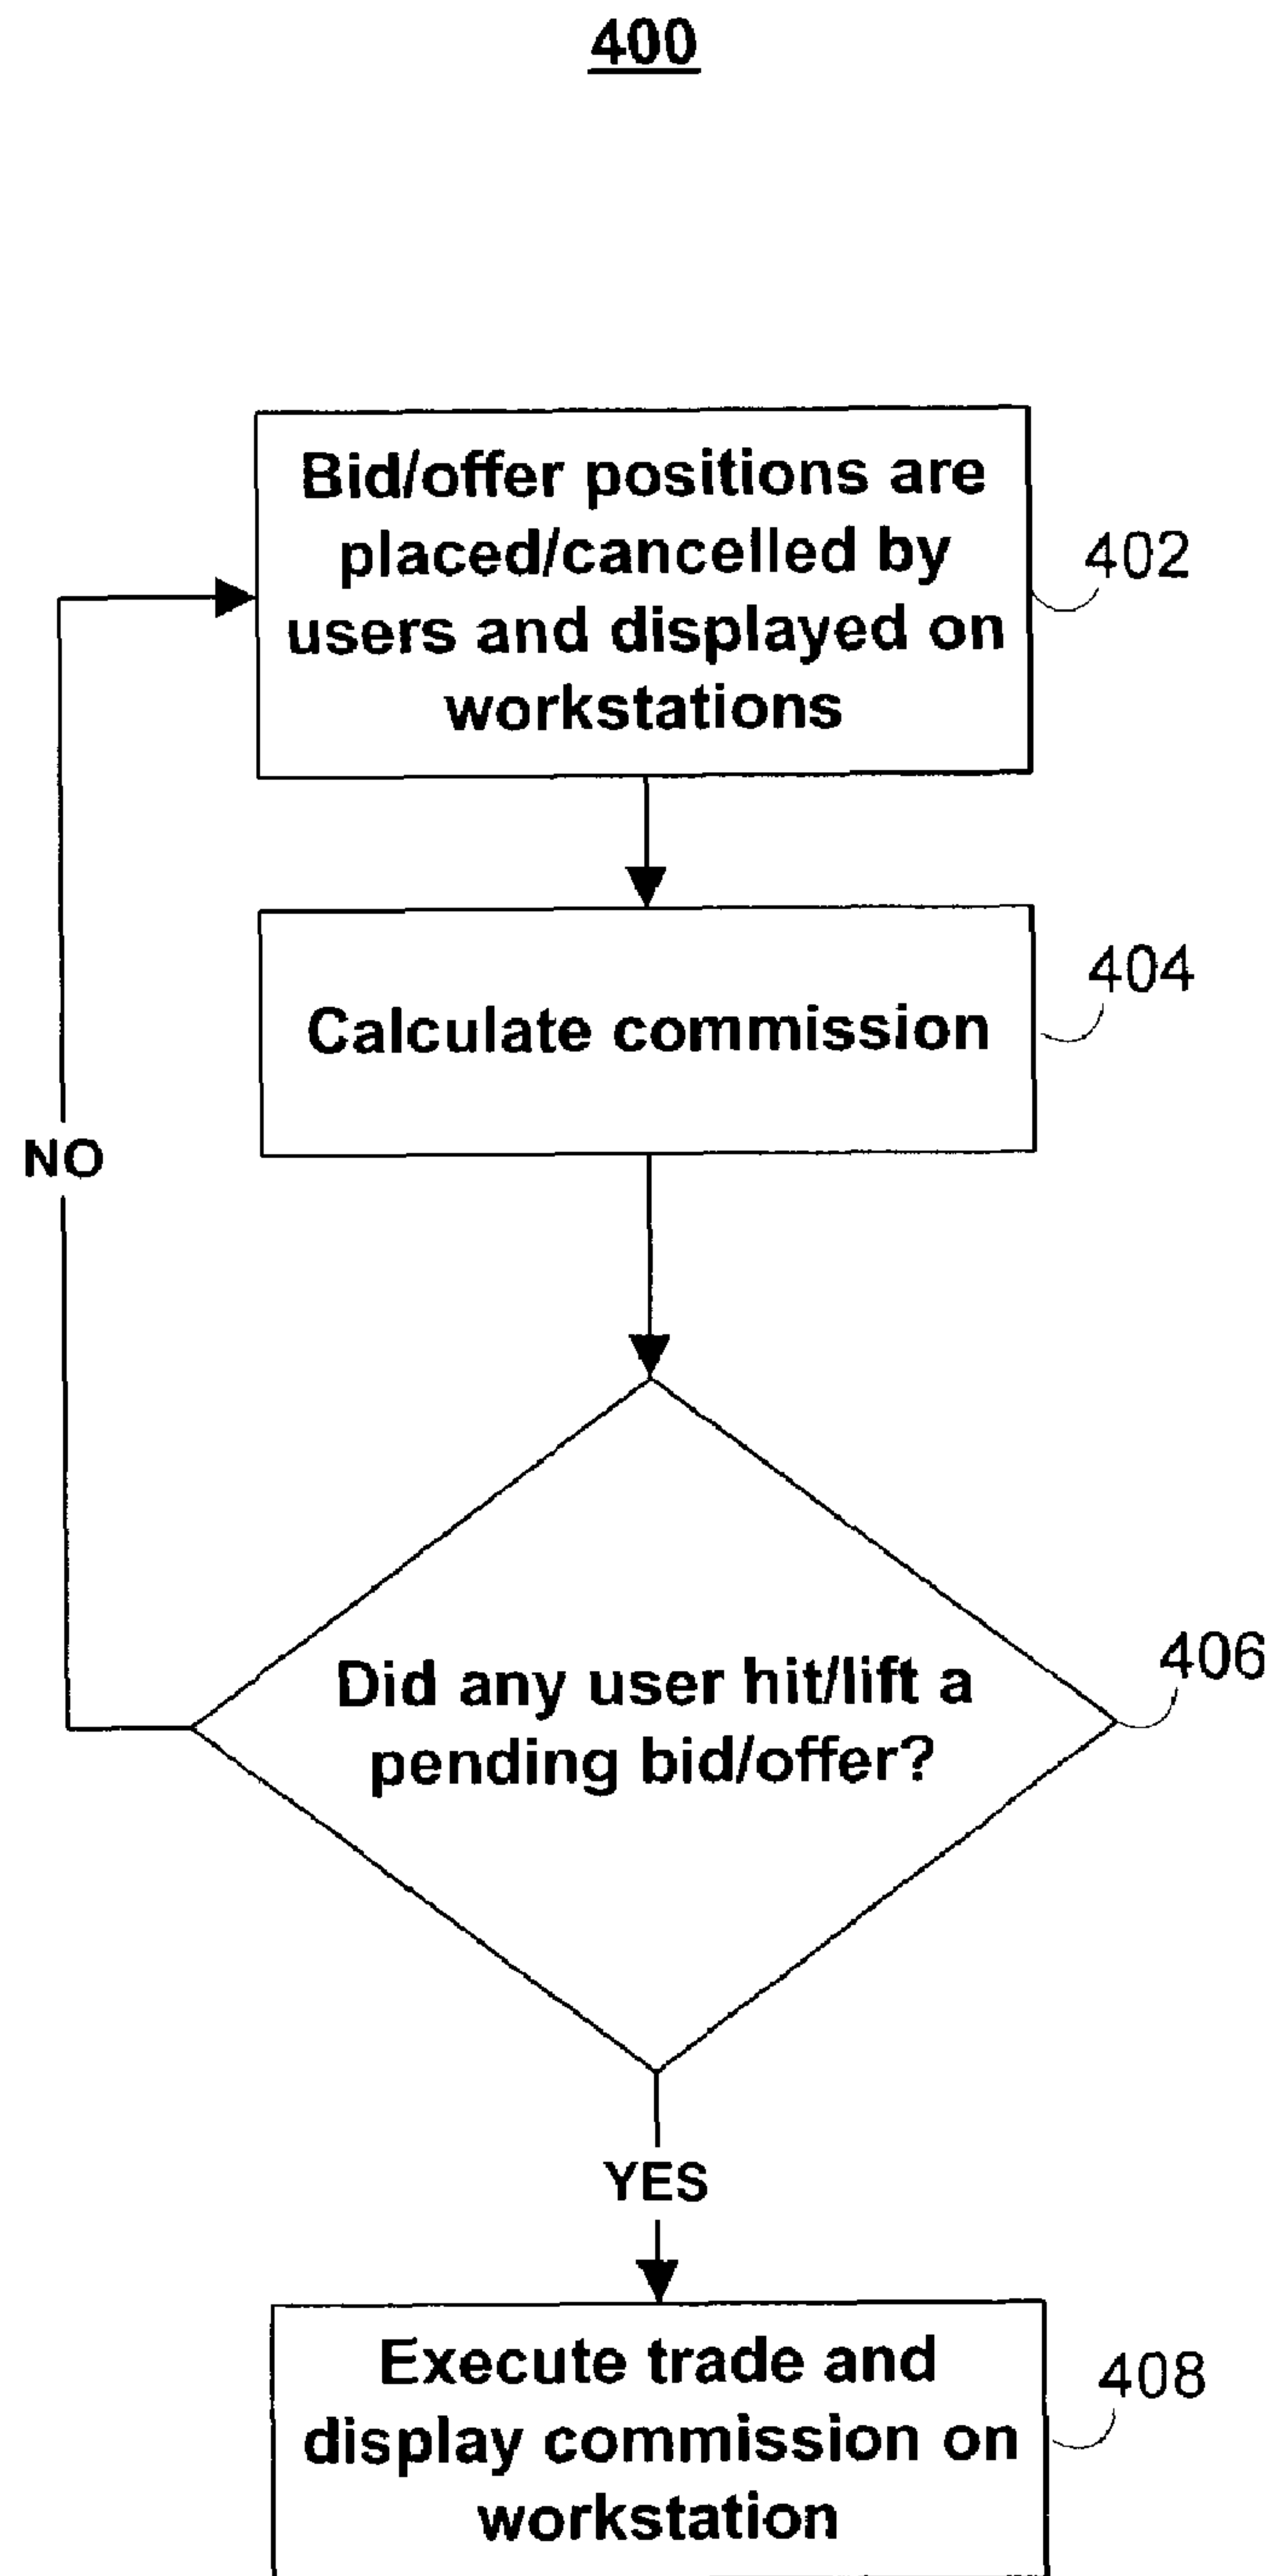 400
Bid/offer positions are
placed/cancelled by
users and displayed on
workstations
402
Calculate commission
404
NO
Did any user hit/lift a
pending bid/offer?
406
YES
Execute trade and
display commission on
workstation
408